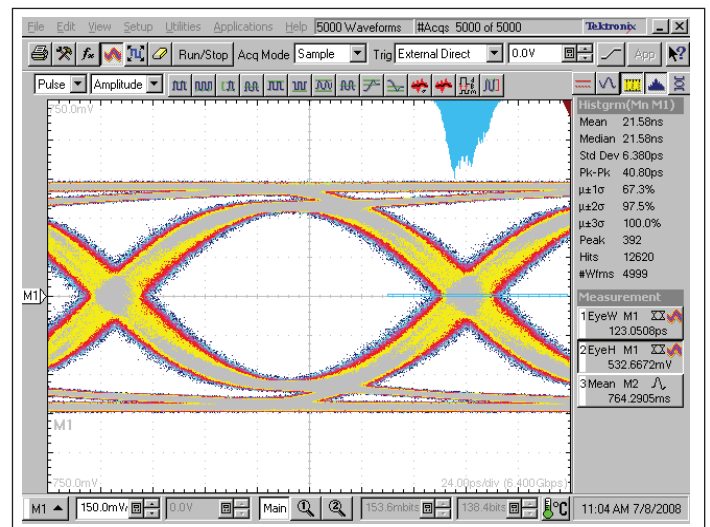 File Edit View Setup Utilities Applications Help 5000 Waveforms #Acqs 5000 of 5000 Tektronix
Run/Stop Acq Mode Sample Trig External Direct 0.0V App
Pulse Amplitude
750.0mV
Histgrm(Mn M1)
Mean 21.58ns
Median 21.58ns
Std Dev 6.380ps
Pk-Pk 40.80ps
µ±1σ 67.3%
µ±2σ 97.5%
µ±3σ 100.0%
Peak 392
Hits 12620
#Wfms 4999
M1
Measurement
1 EyeW M1
123.0508ps
2 EyeH M1
532.6672mV
3 Mean M2
764.2905ms
M1
-750.0mV
24.00ps/div (6.400Gbps)
M1 150.0mV/ 0.0V Main 1 2 153.6mbits 138.4bits °C 11:04 AM 7/8/2008